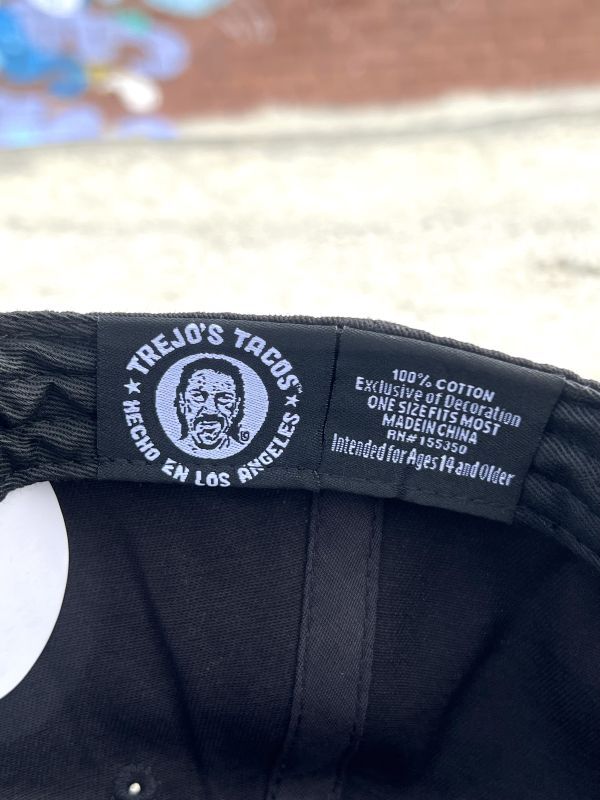 TREJO'S TACOS™
★ HECHO EN LOS ANGELES ★
100% COTTON
Exclusive of Decoration
ONE SIZE FITS MOST
MADE IN CHINA
RN#155350
Intended for Ages 14 and Older